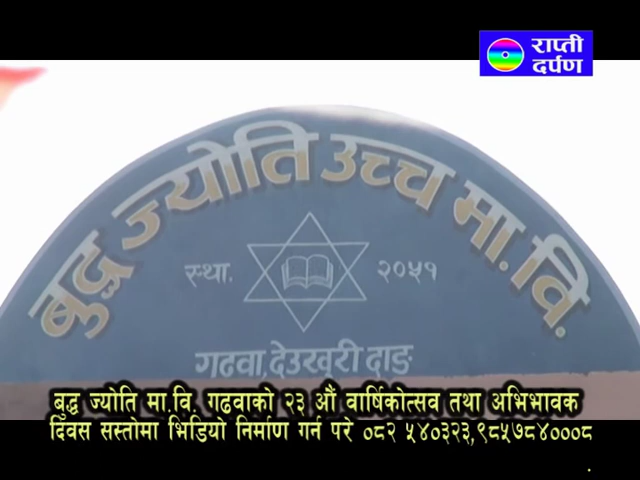 राप्ती
दर्पण
बुद्ध ज्योति उच्च मा.वि.
स्था. २०५१
गढवा, देउखुरी दाङ
बुद्ध ज्योति मा.वि. गढवाको २३ औं वार्षिकोत्सव तथा अभिभावक
दिवस सस्तोमा भिडियो निर्माण गर्न परे ०८२ ५४०३२३,९८५७८४०००८